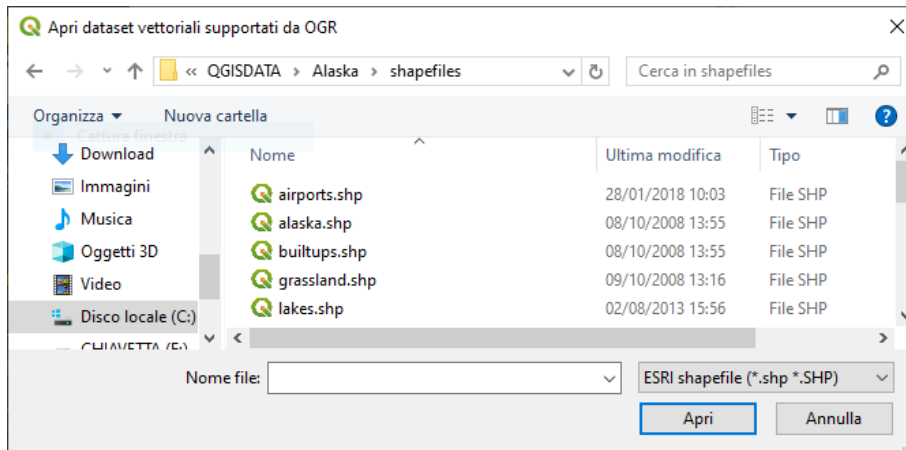 Apri dataset vettoriali supportati da OGR
« QGISDATA > Alaska > shapefiles
Cerca in shapefiles
Organizza
Nuova cartella
Cattura finestra
Download
Immagini
Musica
Oggetti 3D
Video
Disco locale (C:)
CHIAVETTA (F:)
Nome Ultima modifica Tipo
airports.shp 28/01/2018 10:03 File SHP
alaska.shp 08/10/2008 13:55 File SHP
builtups.shp 08/10/2008 13:55 File SHP
grassland.shp 09/10/2008 13:16 File SHP
lakes.shp 02/08/2013 15:56 File SHP
Nome file:
ESRI shapefile (*.shp *.SHP)
Apri
Annulla